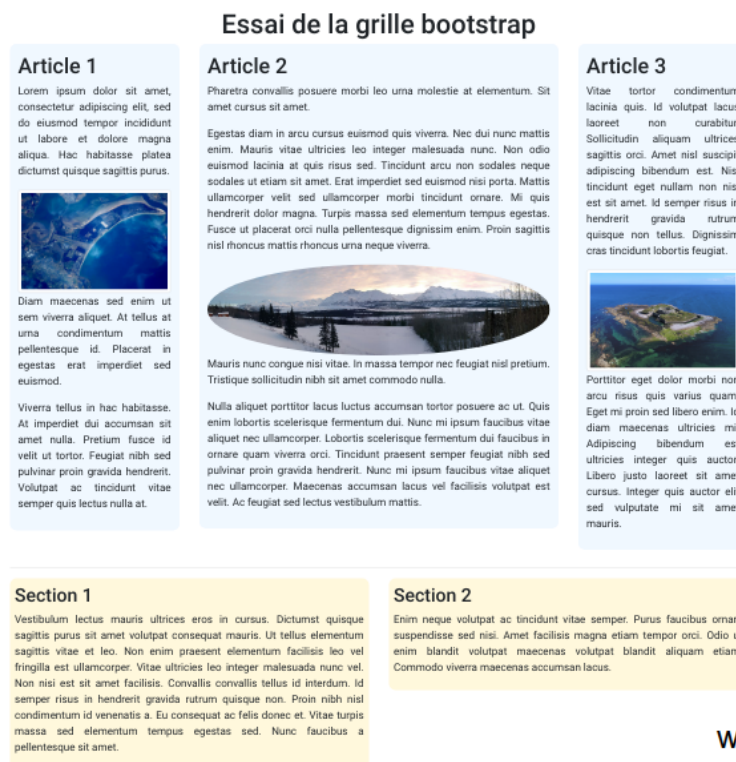 Essai de la grille bootstrap
Article 1
Lorem ipsum dolor sit amet,
consectetur adipiscing elit, sed
do eiusmod tempor incididunt
ut labore et dolore magna
aliqua. Hac habitasse platea
dictumst quisque sagittis purus.
Diam maecenas sed enim ut
sem viverra aliquet. At tellus at
urna condimentum mattis
pellentesque id. Placerat in
egestas erat imperdiet sed
euismod.
Viverra tellus in hac habitasse.
At imperdiet dui accumsan sit
amet nulla. Pretium fusce id
velit ut tortor. Feugiat nibh sed
pulvinar proin gravida hendrerit.
Volutpat ac tincidunt vitae
semper quis lectus nulla at.
Article 2
Pharetra convallis posuere morbi leo urna molestie at elementum. Sit
amet cursus sit amet.
Egestas diam in arcu cursus euismod quis viverra. Nec dui nunc mattis
enim. Mauris vitae ultricies leo integer malesuada nunc. Non odio
euismod lacinia at quis risus sed. Tincidunt arcu non sodales neque
sodales ut etiam sit amet. Erat imperdiet sed euismod nisi porta. Mattis
ullamcorper velit sed ullamcorper morbi tincidunt ornare. Mi quis
hendrerit dolor magna. Turpis massa sed elementum tempus egestas.
Fusce ut placerat orci nulla pellentesque dignissim enim. Proin sagittis
nisl rhoncus mattis rhoncus urna neque viverra.
Mauris nunc congue nisi vitae. In massa tempor nec feugiat nisl pretium.
Tristique sollicitudin nibh sit amet commodo nulla.
Nulla aliquet porttitor lacus luctus accumsan tortor posuere ac ut. Quis
enim lobortis scelerisque fermentum dui. Nunc mi ipsum faucibus vitae
aliquet nec ullamcorper. Lobortis scelerisque fermentum dui faucibus in
ornare quam viverra orci. Tincidunt praesent semper feugiat nibh sed
pulvinar proin gravida hendrerit. Nunc mi ipsum faucibus vitae aliquet
nec ullamcorper. Maecenas accumsan lacus vel facilisis volutpat est
velit. Ac feugiat sed lectus vestibulum mattis.
Article 3
Vitae tortor condimentum
lacinia quis. Id volutpat lacus
laoreet non curabitur
Sollicitudin aliquam ultrices
sagittis orci. Amet nisl suscipi
adipiscing bibendum est. Nis
tincidunt eget nullam non nis
est sit amet. Id semper risus in
hendrerit gravida rutrum
quisque non tellus. Dignissim
cras tincidunt lobortis feugiat.
Porttitor eget dolor morbi non
arcu risus quis varius quam
Eget mi proin sed libero enim. Id
diam maecenas ultricies mi
Adipiscing bibendum es
ultricies integer quis auctor
Libero justo laoreet sit ame
cursus. Integer quis auctor eli
sed vulputate mi sit ame
mauris.
Section 1
Vestibulum lectus mauris ultrices eros in cursus. Dictumst quisque
sagittis purus sit amet volutpat consequat mauris. Ut tellus elementum
sagittis vitae et leo. Non enim praesent elementum facilisis leo vel
fringilla est ullamcorper. Vitae ultricies leo integer malesuada nunc vel.
Non nisi est sit amet facilisis. Convallis convallis tellus id interdum. Id
semper risus in hendrerit gravida rutrum quisque non. Proin nibh nisl
condimentum id venenatis a. Eu consequat ac felis donec et. Vitae turpis
massa sed elementum tempus egestas sed. Nunc faucibus a
pellentesque sit amet.
Section 2
Enim neque volutpat ac tincidunt vitae semper. Purus faucibus ornar
suspendisse sed nisi. Amet facilisis magna etiam tempor orci. Odio u
enim blandit volutpat maecenas volutpat blandit aliquam etiam
Commodo viverra maecenas accumsan lacus.
W